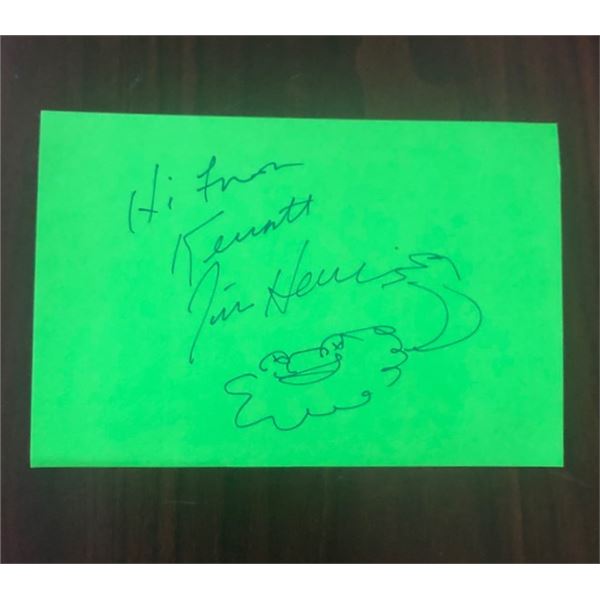 Hi from
Kermit
Jim Henson